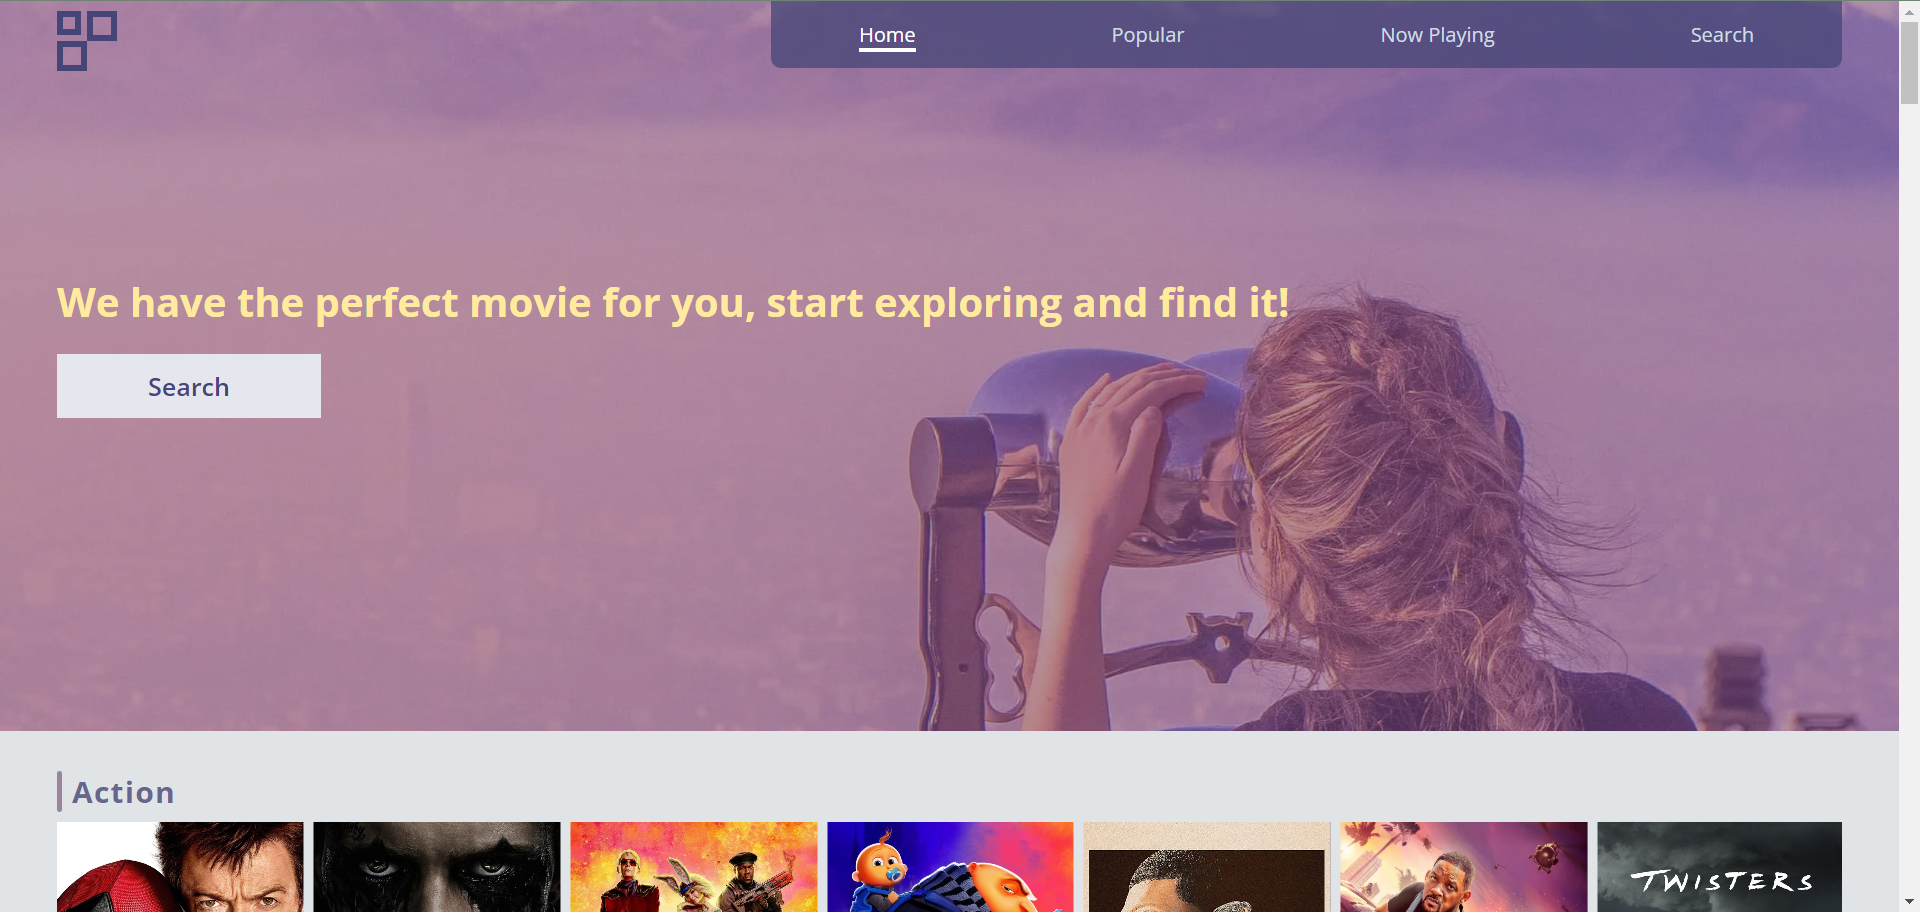 Home Popular Now Playing Search
We have the perfect movie for you, start exploring and find it!
Search
Action
TWISTERS